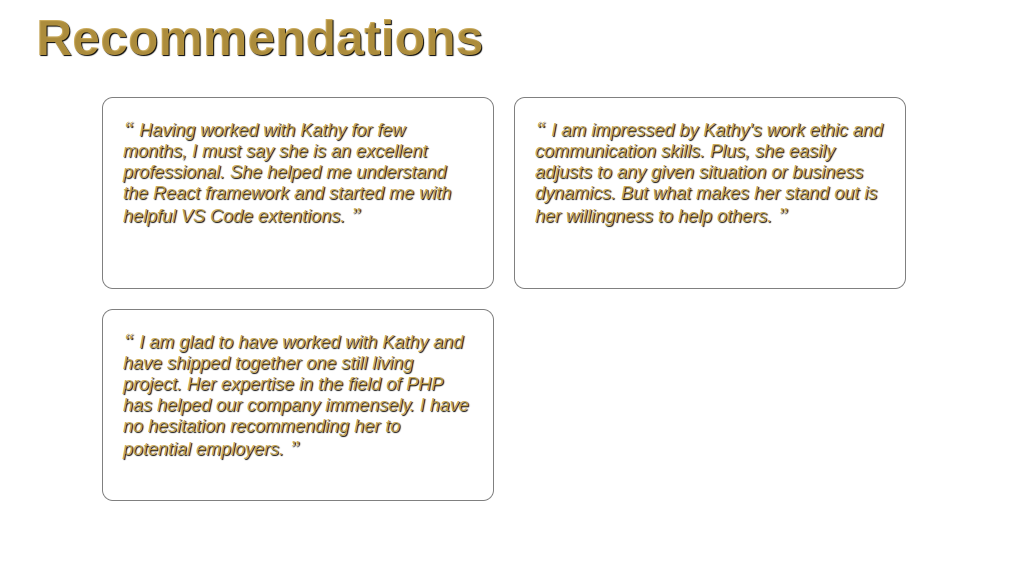 Recommendations
“ Having worked with Kathy for few
months, I must say she is an excellent
professional. She helped me understand
the React framework and started me with
helpful VS Code extentions. ”
“ I am impressed by Kathy's work ethic and
communication skills. Plus, she easily
adjusts to any given situation or business
dynamics. But what makes her stand out is
her willingness to help others. ”
“ I am glad to have worked with Kathy and
have shipped together one still living
project. Her expertise in the field of PHP
has helped our company immensely. I have
no hesitation recommending her to
potential employers. ”